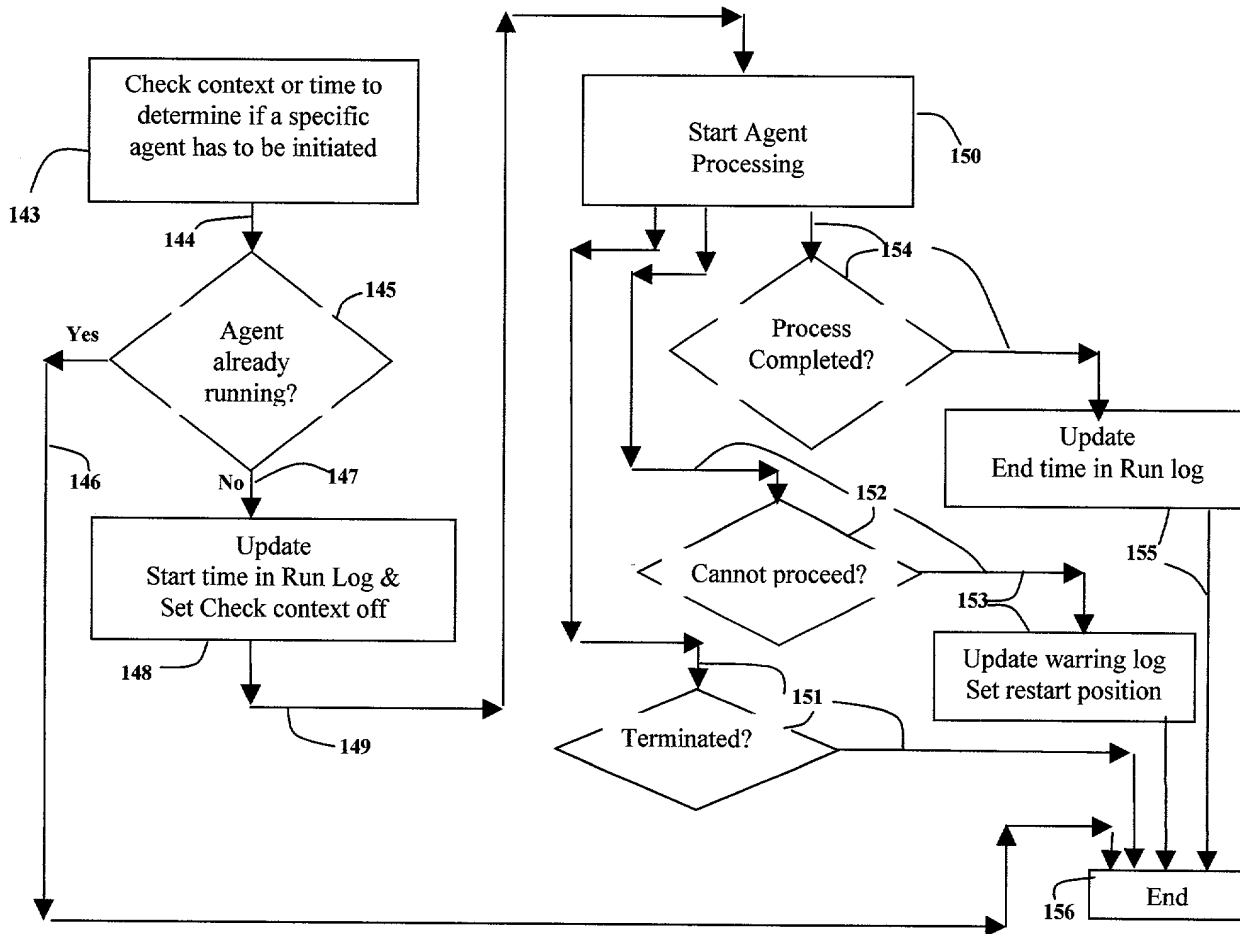 Check context or time to
determine if a specific
agent has to be initiated
143
144
145
Yes
Agent
already
running?
146
No
147
Update
Start time in Run Log &
Set Check context off
148
149
Start Agent
Processing
150
154
Process
Completed?
Update
End time in Run log
155
152
Cannot proceed?
153
Update warring log
Set restart position
151
Terminated?
End
156